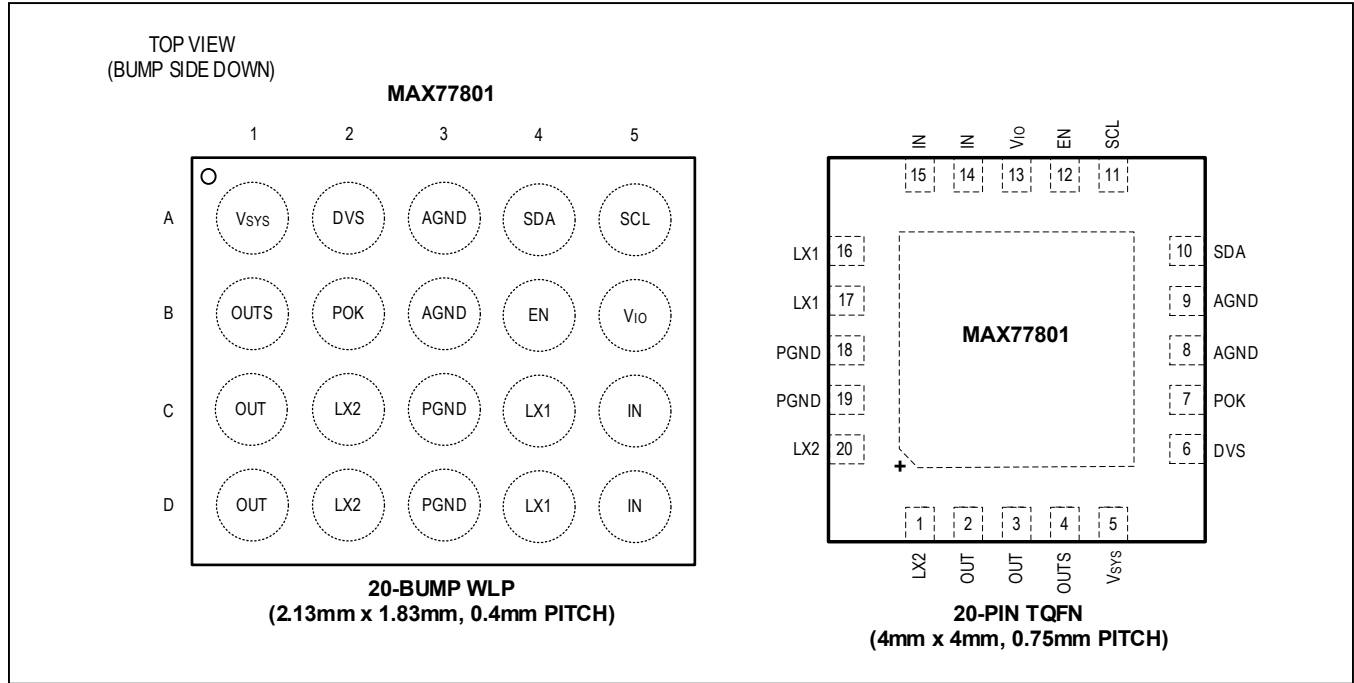 TOP VIEW
(BUMP SIDE DOWN)
MAX77801
1 2 3 4 5
A VSYS DVS AGND SDA SCL
B OUTS POK AGND EN VIO
C OUT LX2 PGND LX1 IN
D OUT LX2 PGND LX1 IN
20-BUMP WLP
(2.13mm x 1.83mm, 0.4mm PITCH)
IN IN VIO EN SCL
15 14 13 12 11
LX1 16
LX1 17
PGND 18
PGND 19
LX2 20
MAX77801
10 SDA
9 AGND
8 AGND
7 POK
6 DVS
+
1 2 3 4 5
LX2 OUT OUT OUTS VSYS
20-PIN TQFN
(4mm x 4mm, 0.75mm PITCH)